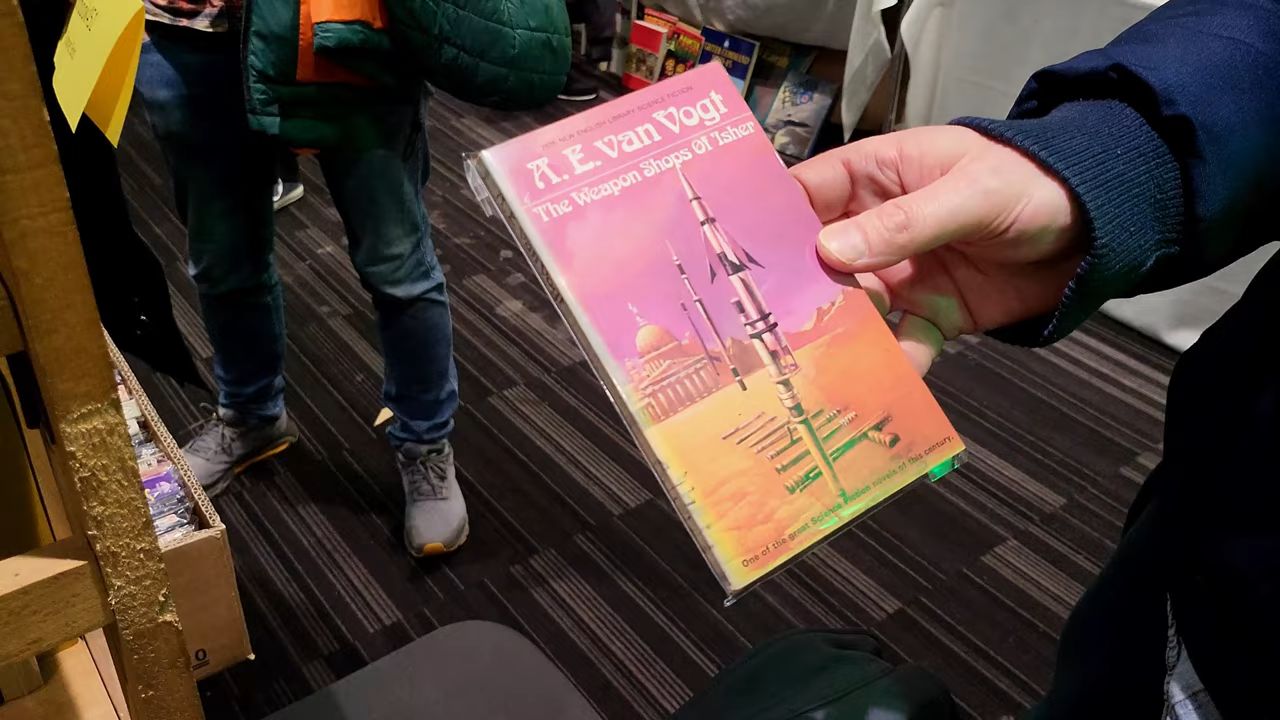 NEW ENGLISH LIBRARY SCIENCE FICTION
A. E. van Vogt
The Weapon Shops Of Isher
One of the great Science Fiction novels of this century.